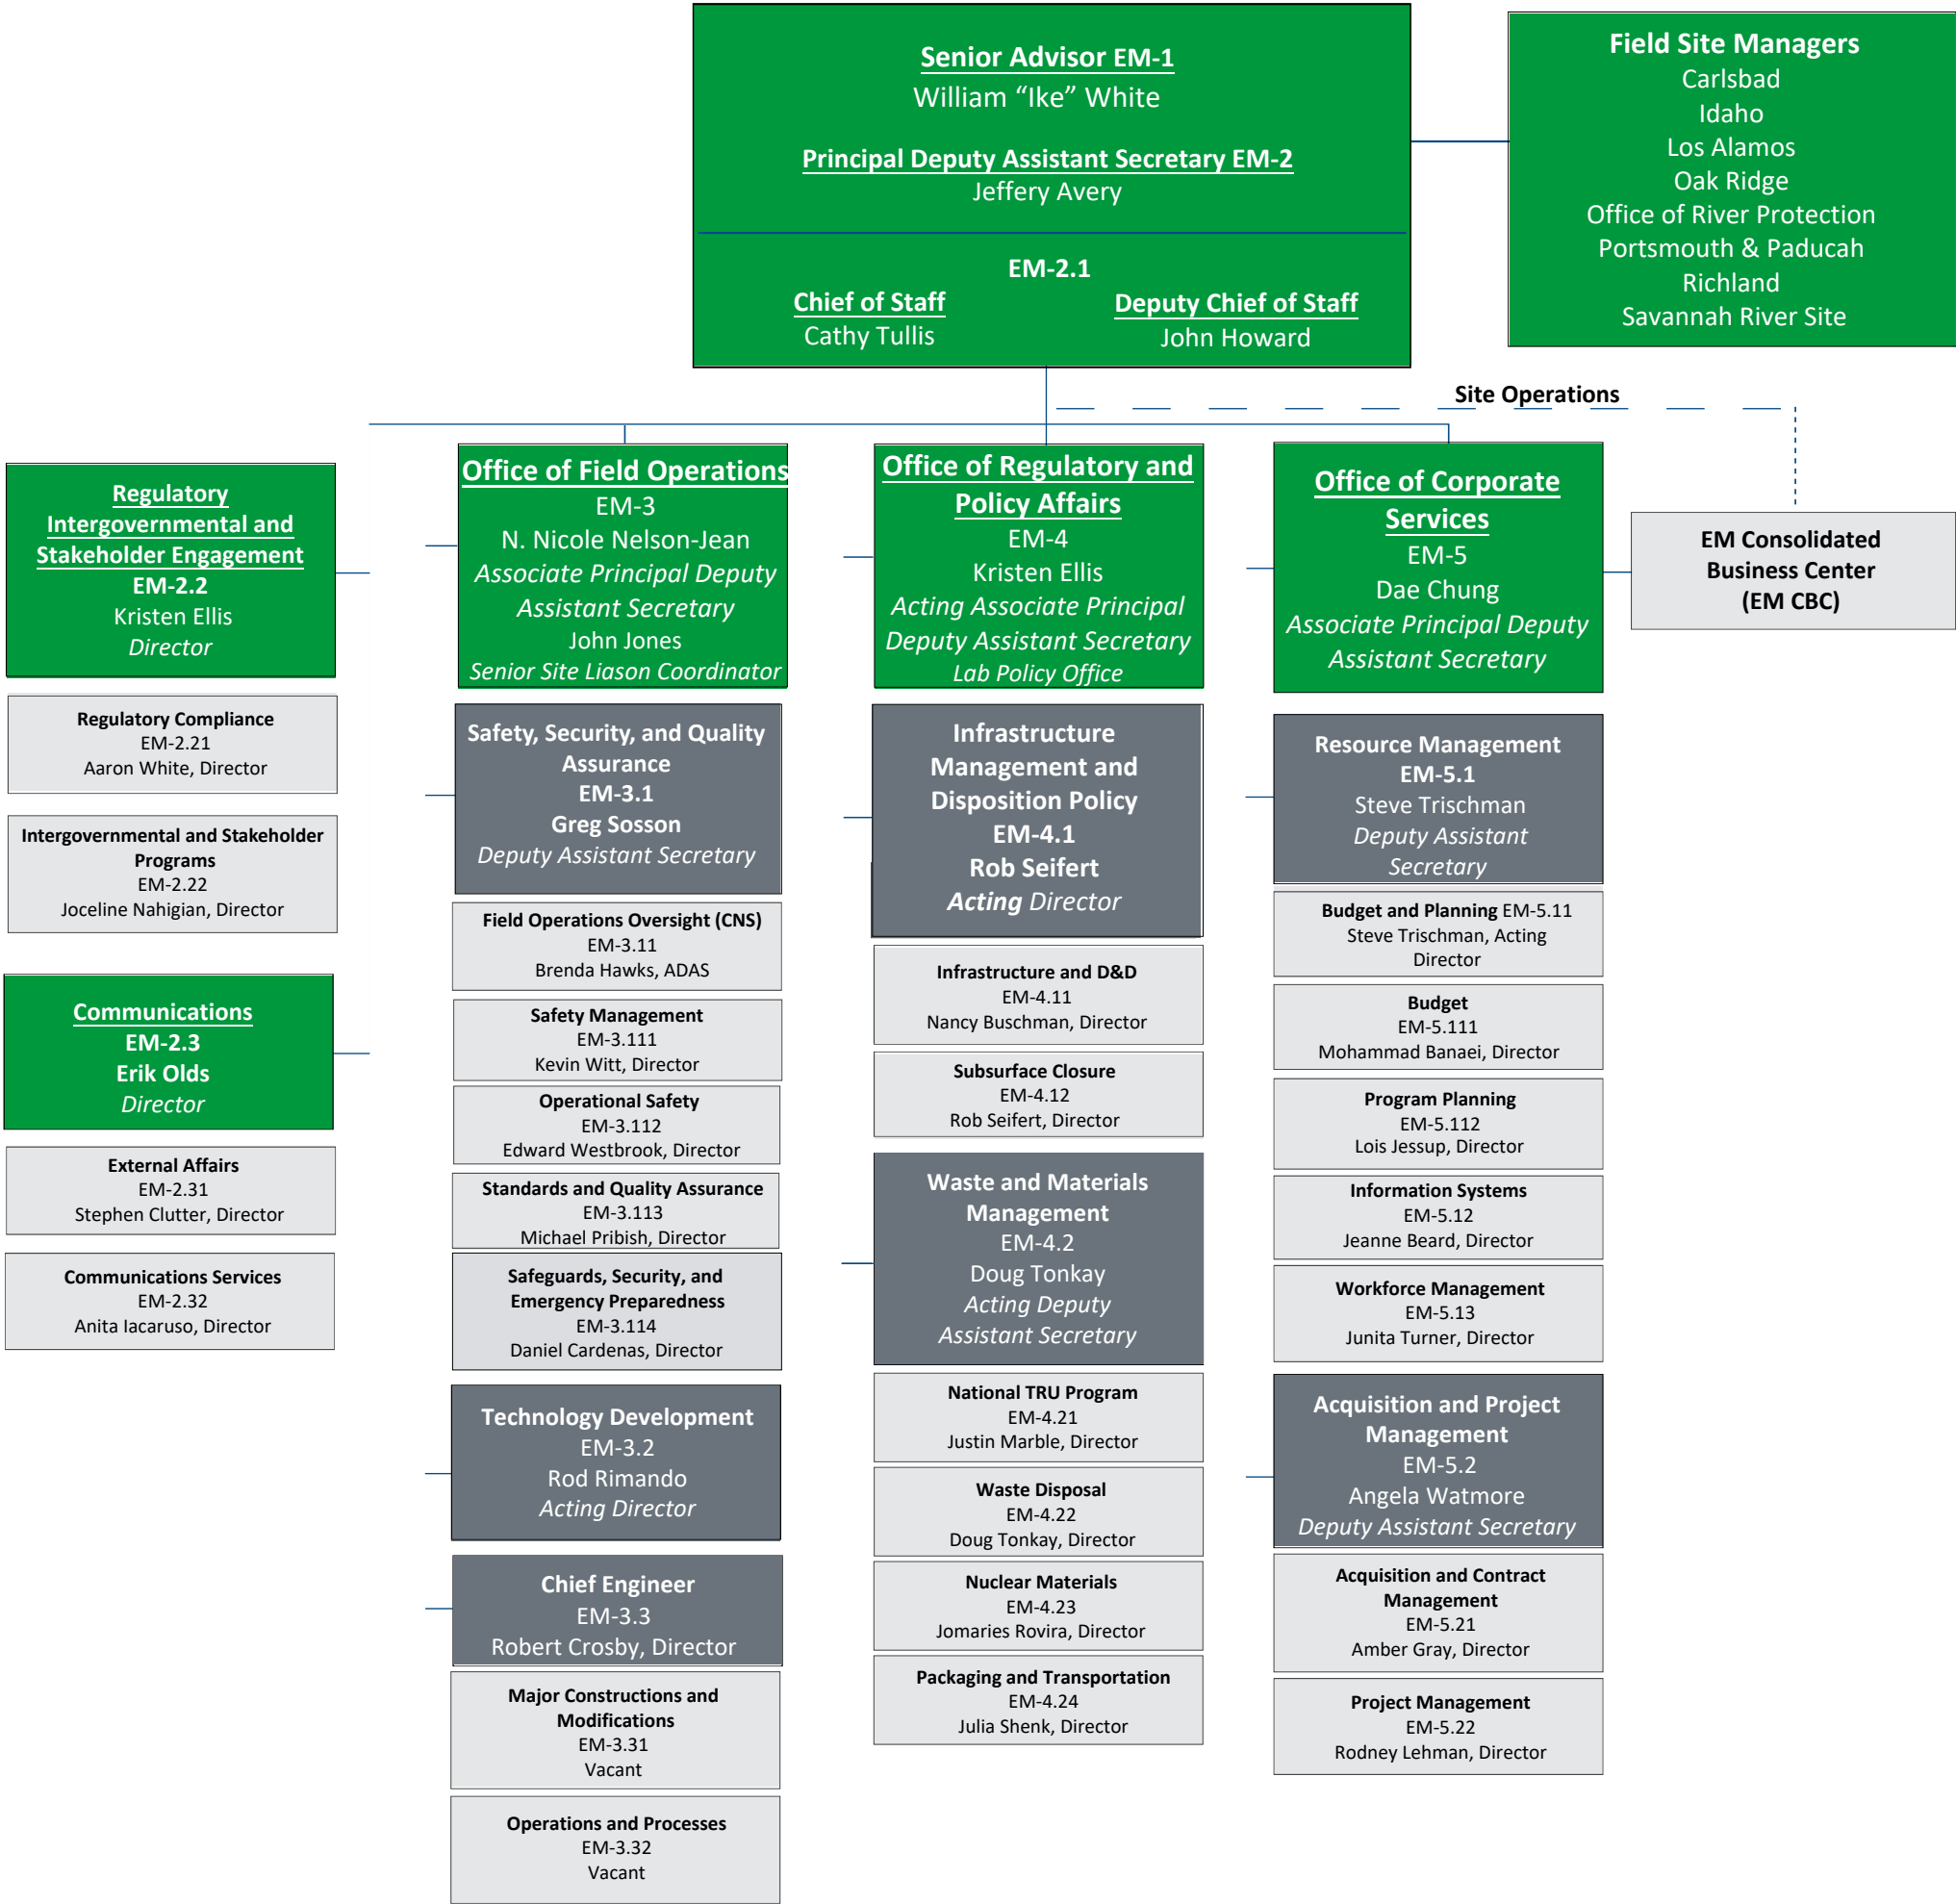 Senior Advisor EM-1
William “Ike” White
Principal Deputy Assistant Secretary EM-2
Jeffery Avery
EM-2.1
Chief of Staff
Cathy Tullis
Deputy Chief of Staff
John Howard
Field Site Managers
Carlsbad
Idaho
Los Alamos
Oak Ridge
Office of River Protection
Portsmouth & Paducah
Richland
Savannah River Site
Site Operations
Regulatory
Intergovernmental and
Stakeholder Engagement
EM-2.2
Kristen Ellis
Director
Regulatory Compliance
EM-2.21
Aaron White, Director
Intergovernmental and Stakeholder
Programs
EM-2.22
Joceline Nahigian, Director
Communications
EM-2.3
Erik Olds
Director
External Affairs
EM-2.31
Stephen Clutter, Director
Communications Services
EM-2.32
Anita Iacaruso, Director
Office of Field Operations
EM-3
N. Nicole Nelson-Jean
Associate Principal Deputy
Assistant Secretary
John Jones
Senior Site Liason Coordinator
Safety, Security, and Quality
Assurance
EM-3.1
Greg Sosson
Deputy Assistant Secretary
Field Operations Oversight (CNS)
EM-3.11
Brenda Hawks, ADAS
Safety Management
EM-3.111
Kevin Witt, Director
Operational Safety
EM-3.112
Edward Westbrook, Director
Standards and Quality Assurance
EM-3.113
Michael Pribish, Director
Safeguards, Security, and
Emergency Preparedness
EM-3.114
Daniel Cardenas, Director
Technology Development
EM-3.2
Rod Rimando
Acting Director
Chief Engineer
EM-3.3
Robert Crosby, Director
Major Constructions and
Modifications
EM-3.31
Vacant
Operations and Processes
EM-3.32
Vacant
Office of Regulatory and
Policy Affairs
EM-4
Kristen Ellis
Acting Associate Principal
Deputy Assistant Secretary
Lab Policy Office
Infrastructure
Management and
Disposition Policy
EM-4.1
Rob Seifert
Acting Director
Infrastructure and D&D
EM-4.11
Nancy Buschman, Director
Subsurface Closure
EM-4.12
Rob Seifert, Director
Waste and Materials
Management
EM-4.2
Doug Tonkay
Acting Deputy
Assistant Secretary
National TRU Program
EM-4.21
Justin Marble, Director
Waste Disposal
EM-4.22
Doug Tonkay, Director
Nuclear Materials
EM-4.23
Jomaries Rovira, Director
Packaging and Transportation
EM-4.24
Julia Shenk, Director
Office of Corporate
Services
EM-5
Dae Chung
Associate Principal Deputy
Assistant Secretary
Resource Management
EM-5.1
Steve Trischman
Deputy Assistant
Secretary
Budget and Planning EM-5.11
Steve Trischman, Acting
Director
Budget
EM-5.111
Mohammad Banaei, Director
Program Planning
EM-5.112
Lois Jessup, Director
Information Systems
EM-5.12
Jeanne Beard, Director
Workforce Management
EM-5.13
Junita Turner, Director
Acquisition and Project
Management
EM-5.2
Angela Watmore
Deputy Assistant Secretary
Acquisition and Contract
Management
EM-5.21
Amber Gray, Director
Project Management
EM-5.22
Rodney Lehman, Director
EM Consolidated
Business Center
(EM CBC)